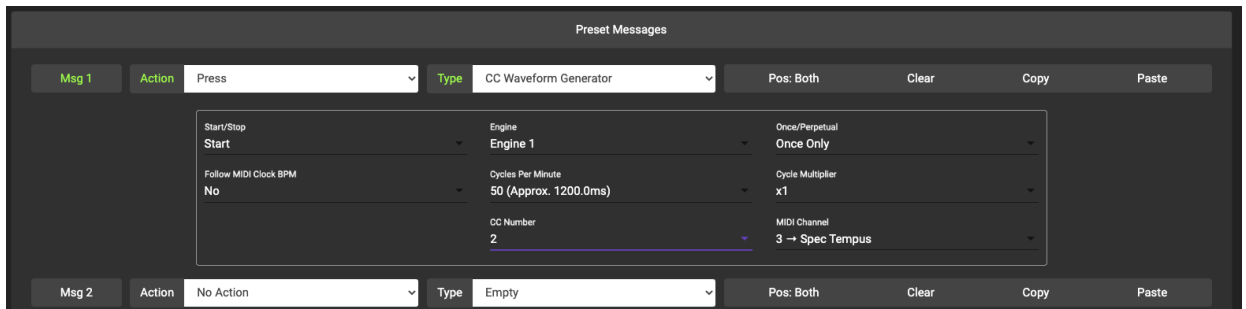 Preset Messages
Msg 1 Action Press Type CC Waveform Generator Pos: Both Clear Copy Paste
Start/Stop Engine Once/Perpetual
Start Engine 1 Once Only
Follow MIDI Clock BPM Cycles Per Minute Cycle Multiplier
No 50 (Approx. 1200.0ms) x1
CC Number MIDI Channel
2 3 → Spec Tempus
Msg 2 Action No Action Type Empty Pos: Both Clear Copy Paste